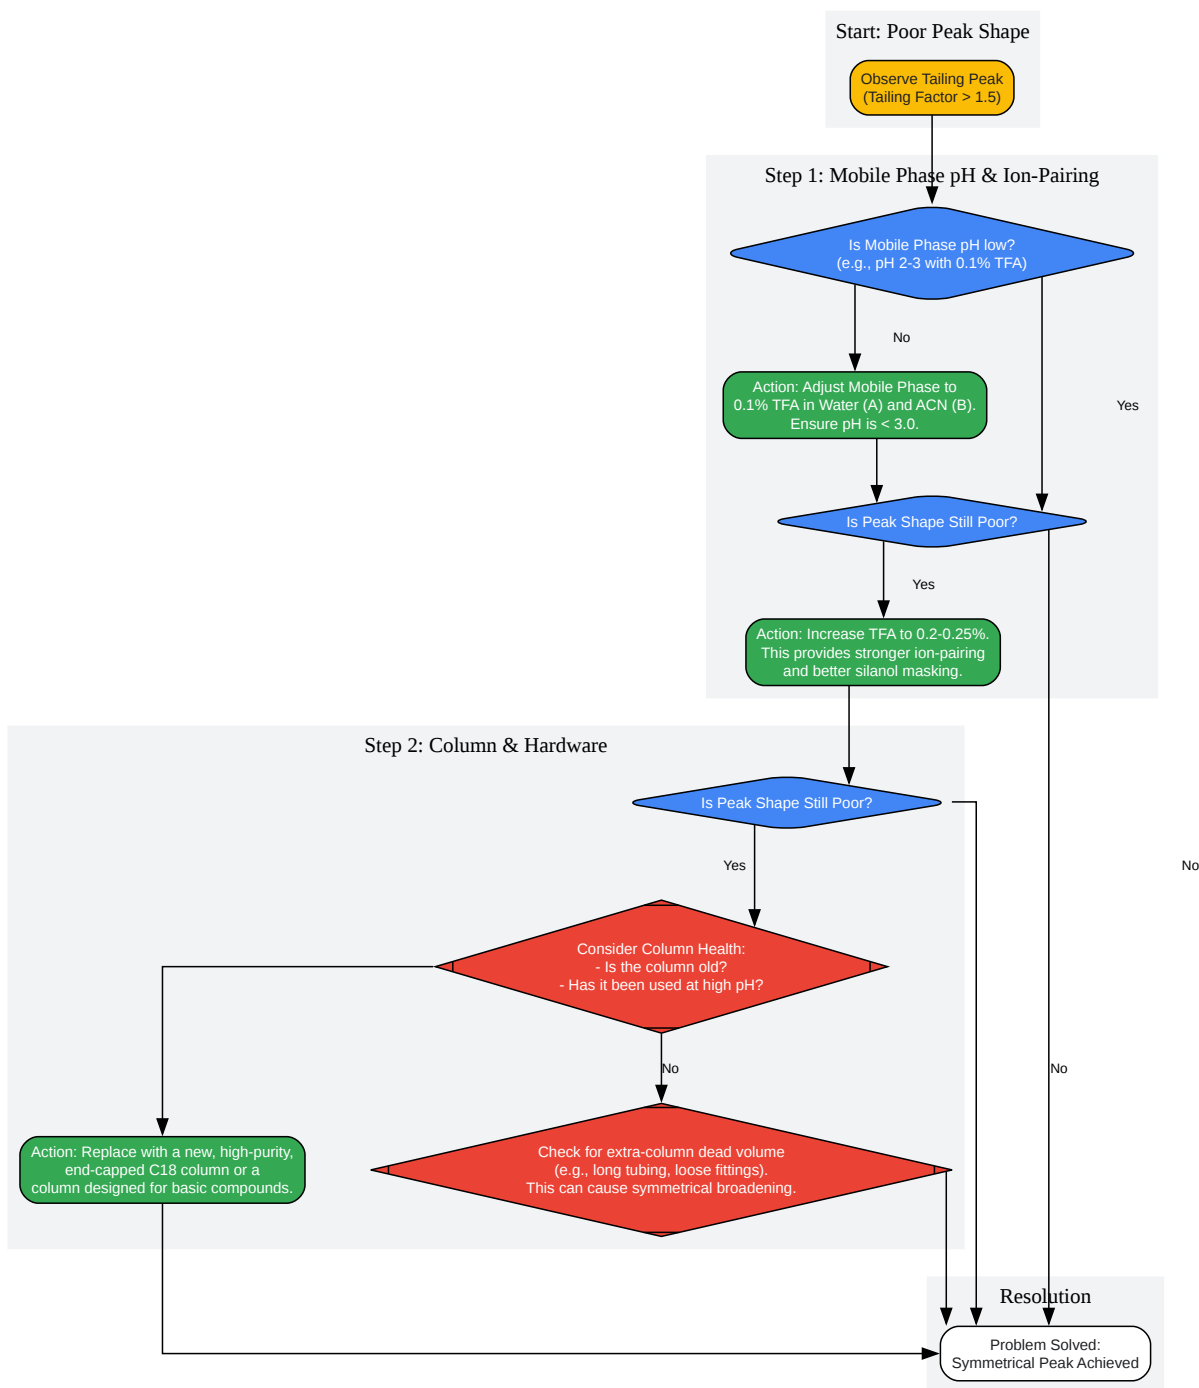 Start: Poor Peak Shape
Observe Tailing Peak
(Tailing Factor > 1.5)
Step 1: Mobile Phase pH & Ion-Pairing
Is Mobile Phase pH low?
(e.g., pH 2-3 with 0.1% TFA)
No
Action: Adjust Mobile Phase to
0.1% TFA in Water (A) and ACN (B).
Ensure pH is < 3.0.
Yes
Is Peak Shape Still Poor?
Yes
Action: Increase TFA to 0.2-0.25%.
This provides stronger ion-pairing
and better silanol masking.
Step 2: Column & Hardware
Is Peak Shape Still Poor?
Yes
No
Consider Column Health:
- Is the column old?
- Has it been used at high pH?
No
No
Action: Replace with a new, high-purity,
end-capped C18 column or a
column designed for basic compounds.
Check for extra-column dead volume
(e.g., long tubing, loose fittings).
This can cause symmetrical broadening.
Resolution
Problem Solved:
Symmetrical Peak Achieved